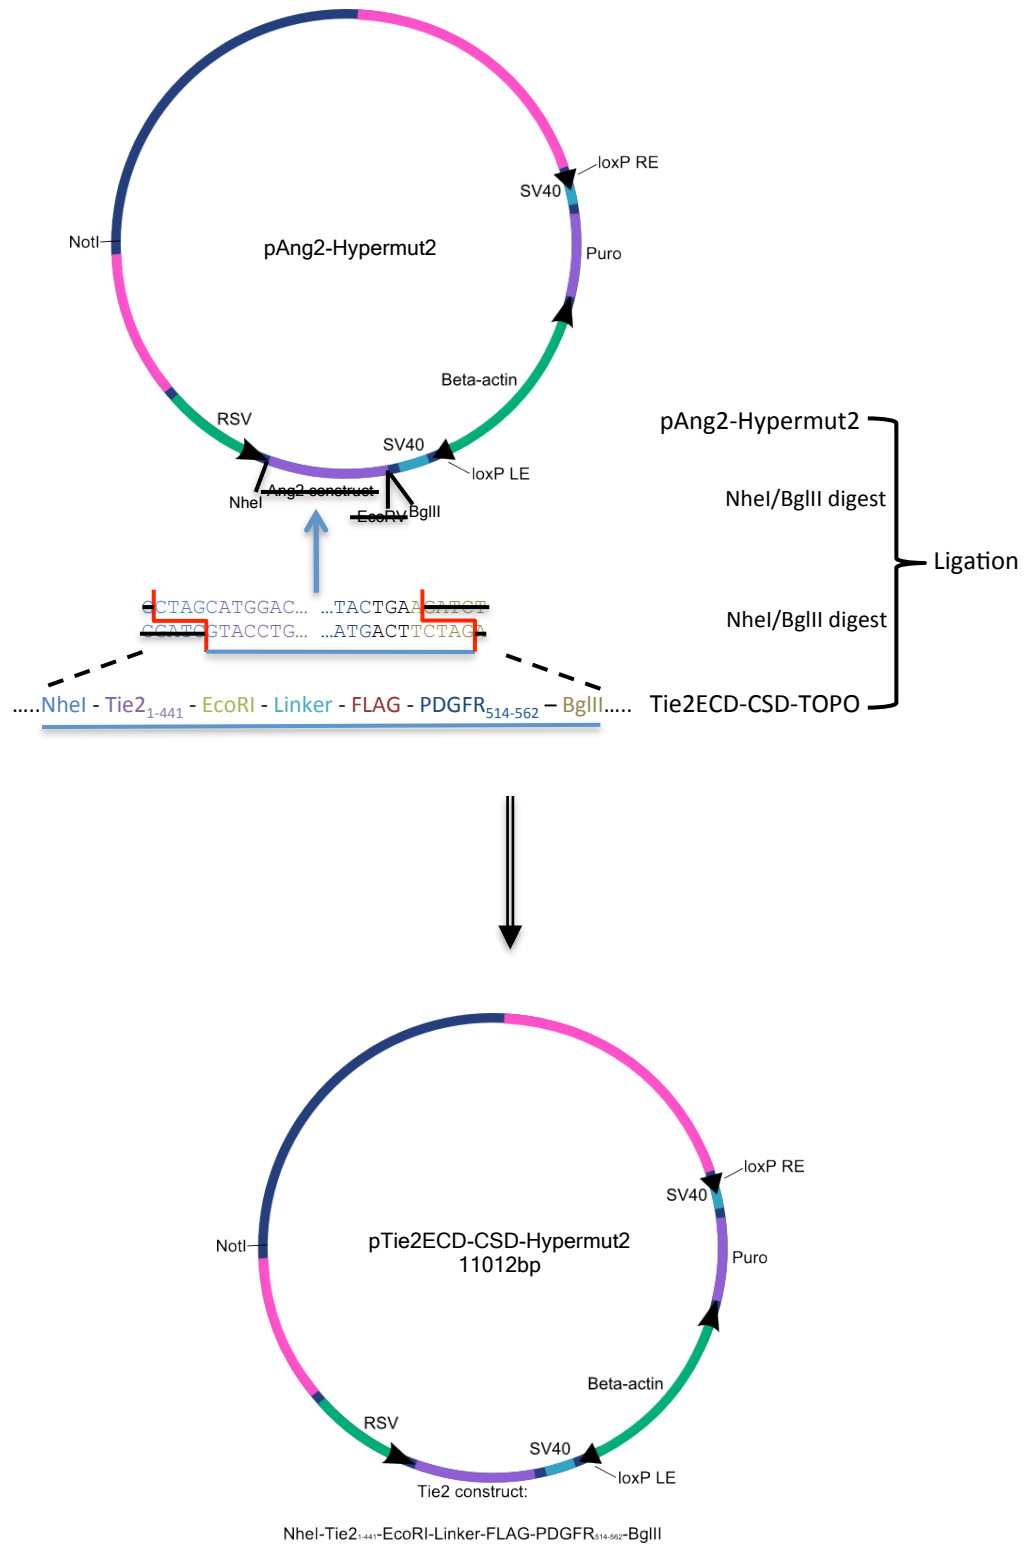 loxP RE
SV40
NotI
pAng2-Hypermut2
Puro
Beta-actin
RSV
SV40
loxP LE
NheI
Ang2 construct
EcoRV
BglII
pAng2-Hypermut2
NheI/BglII digest
Ligation
NheI/BglII digest
Tie2ECD-CSD-TOPO
GCTAGCATGGAC... ...TACTGAAGATCT
CGATCGTACCTG... ...ATGACTTCTAGA
.....NheI - Tie21-441 - EcoRI - Linker - FLAG - PDGFR514-562 – BglII.....
loxP RE
SV40
NotI
pTie2ECD-CSD-Hypermut2
11012bp
Puro
Beta-actin
RSV
SV40
loxP LE
Tie2 construct:
NheI-Tie21-441-EcoRI-Linker-FLAG-PDGFR514-562-BglII